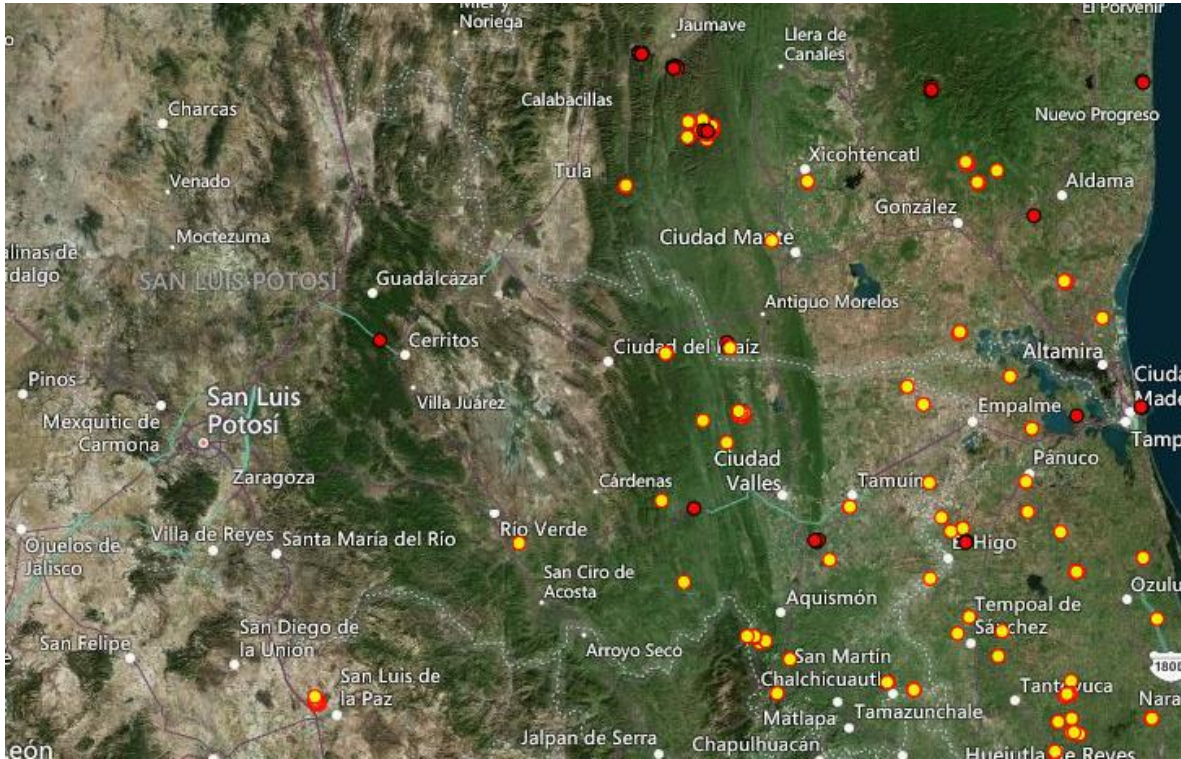 Noriega
Jaumave
El Porvenir
Llera de
Canales
Calabacillas
Charcas
Nuevo Progreso
Xicohténcatl
Tula
Venado
Aldama
González
Moctezuma
Ciudad Mante
SAN LUIS POTOSÍ
Guadalcázar
Antiguo Morelos
Cerritos
Ciudad del Maíz
Altamira
Pinos
Villa Juárez
San Luis
Potosí
Mexquitic de
Carmona
Empalme
Ciuda
Made
Tamp
Pánuco
Ciudad
Valles
Zaragoza
Cárdenas
Tamuín
Río Verde
Villa de Reyes
Santa María del Río
Ojuelos de
Jalisco
El Higo
San Ciro de
Acosta
Ozulu
Aquismón
Tempoal de
Sánchez
San Diego de
la Unión
San Felipe
Arroyo Seco
San Martín
Chalchicuautla
180D
San Luis de
la Paz
Tantoyuca
Nara
Matlapa
Tamazunchale
Jalpan de Serra
Chapulhuacán
Huejutla de Reyes
eón